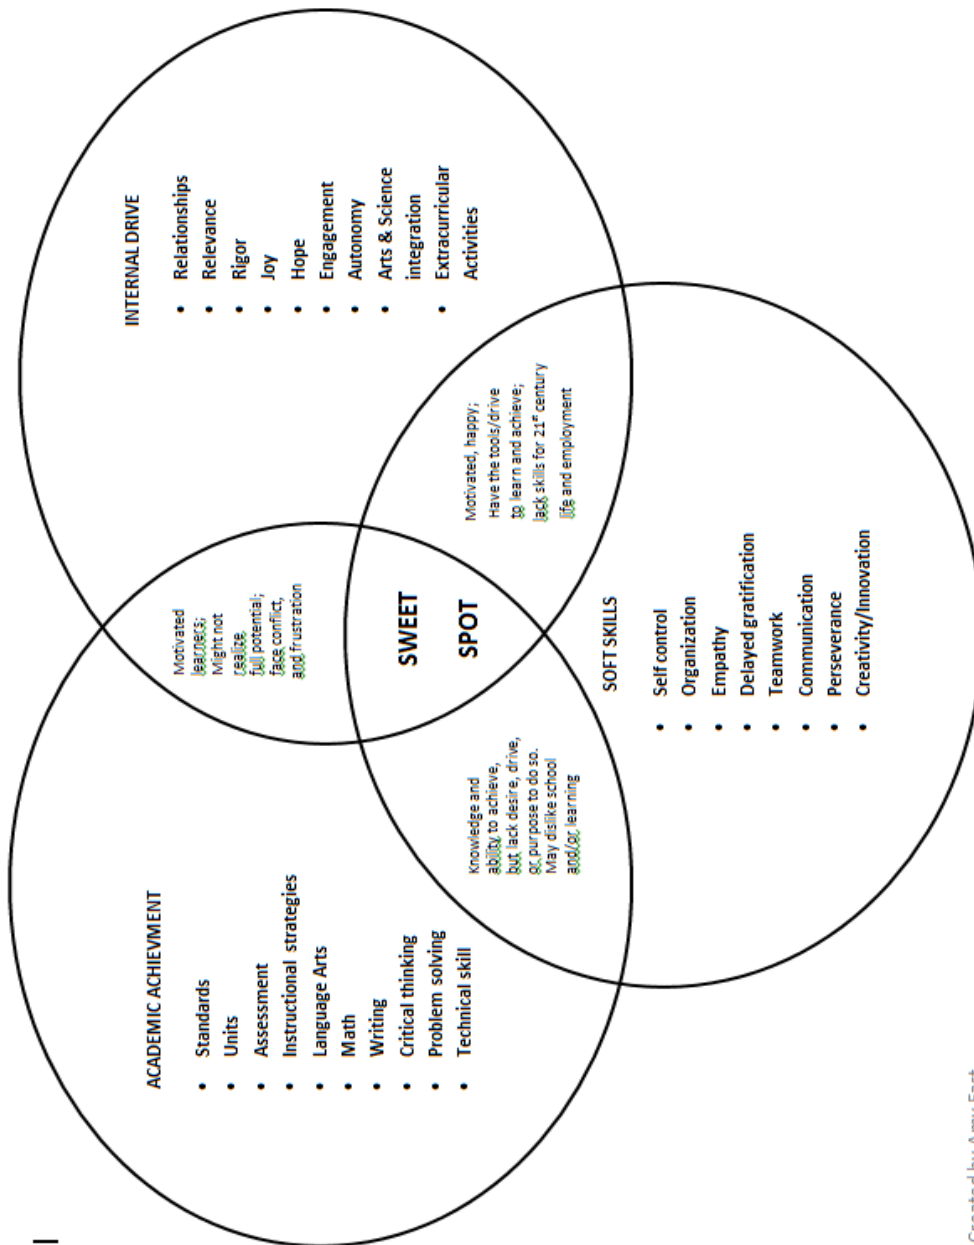 ACADEMIC ACHIEVMENT
• Standards
• Units
• Assessment
• Instructional strategies
• Language Arts
• Math
• Writing
• Critical thinking
• Problem solving
• Technical skill
Motivated
learners;
Might not
realize
full potential;
face conflict,
and frustration
INTERNAL DRIVE
• Relationships
• Relevance
• Rigor
• Joy
• Hope
• Engagement
• Autonomy
• Arts & Science
integration
• Extracurricular
Activities
SWEET
SPOT
Knowledge and
ability to achieve,
but lack desire, drive,
or purpose to do so.
May dislike school
and/or learning
Motivated, happy;
Have the tools/drive
to learn and achieve;
lack skills for 21st century
life and employment
SOFT SKILLS
• Self control
• Organization
• Empathy
• Delayed gratification
• Teamwork
• Communication
• Perseverance
• Creativity/Innovation
Created by Amy Fast